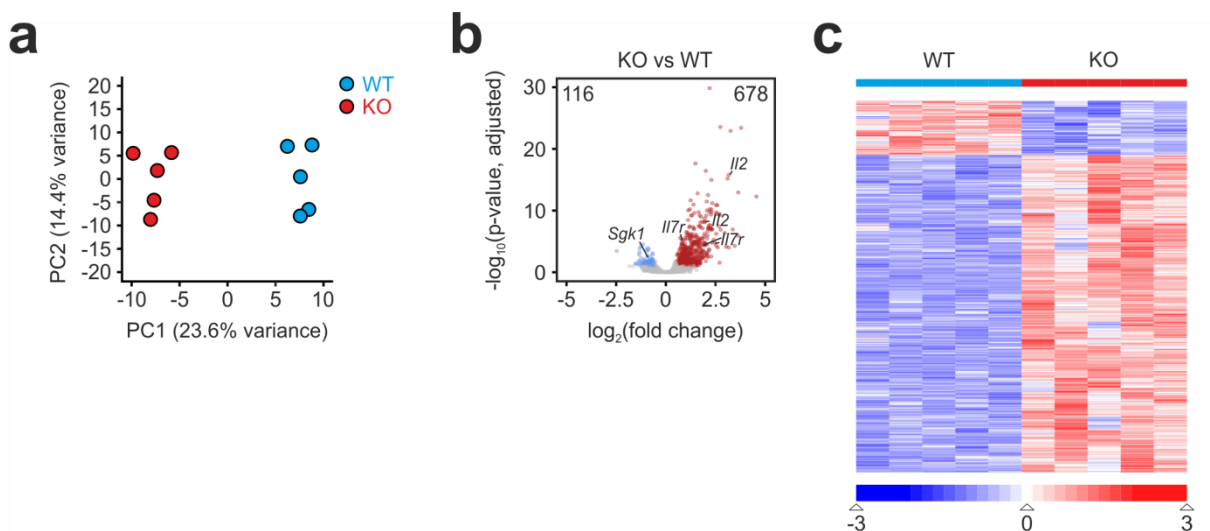 a
20
15
10
5
0
-5
-10
-15
-20
PC2 (14.4% variance)
-10
-5
0
5
10
PC1 (23.6% variance)
WT
KO
b
KO vs WT
116
678
30
20
10
0
-log10(p-value, adjusted)
Il2
Il7r
Il2
Sgk1
Il7r
-5
-2.5
0
2.5
5
log2(fold change)
c
WT
KO
-3
0
3